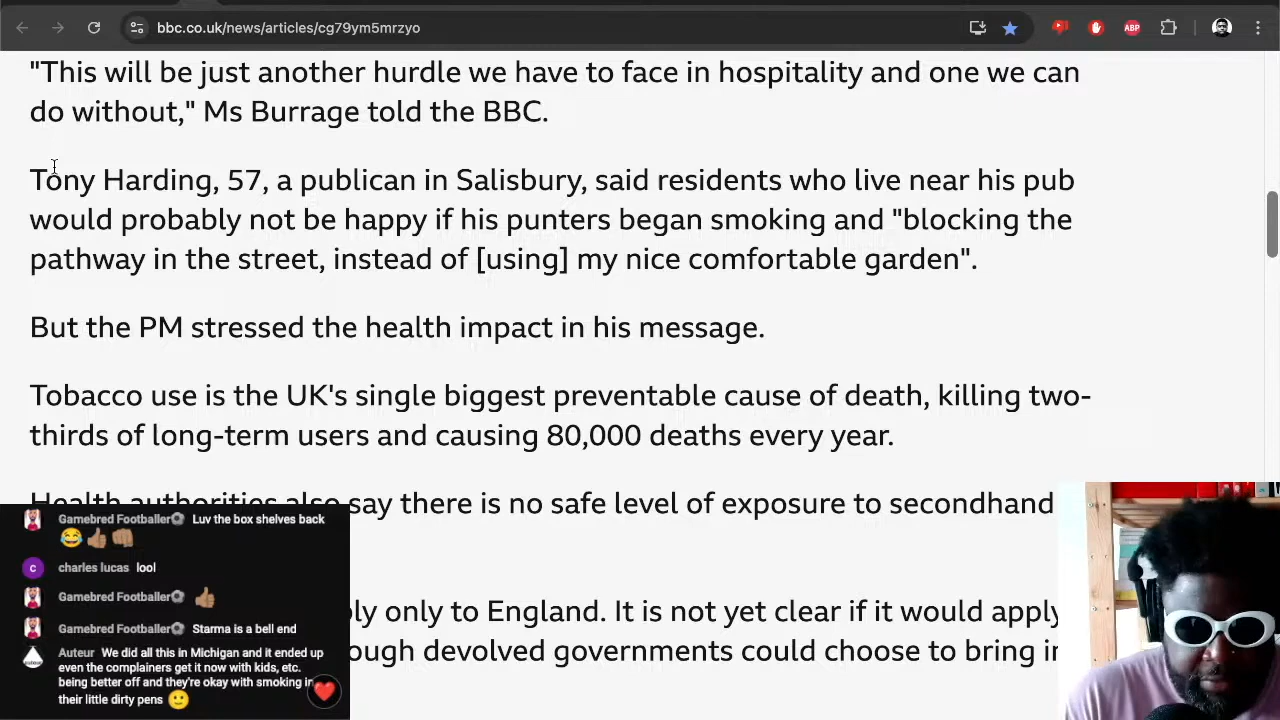 bbc.co.uk/news/articles/cg79ym5mrzyo
ABP
"This will be just another hurdle we have to face in hospitality and one we can
do without," Ms Burrage told the BBC.
Tony Harding, 57, a publican in Salisbury, said residents who live near his pub
would probably not be happy if his punters began smoking and "blocking the
pathway in the street, instead of [using] my nice comfortable garden".
But the PM stressed the health impact in his message.
Tobacco use is the UK's single biggest preventable cause of death, killing two-
thirds of long-term users and causing 80,000 deaths every year.
Health authorities also say there is no safe level of exposure to secondhand
only to England. It is not yet clear if it would apply
devolved governments could choose to bring in
Gamebred Footballer⚽ Luv the box shelves back
😂👍🏽👊🏽
c charles lucas lool
Gamebred Footballer⚽ 👍🏽
Gamebred Footballer⚽ Starma is a bell end
Auteur We did all this in Michigan and it ended up
even the complainers get it now with kids, etc.
being better off and they're okay with smoking in
their little dirty pens 🙂